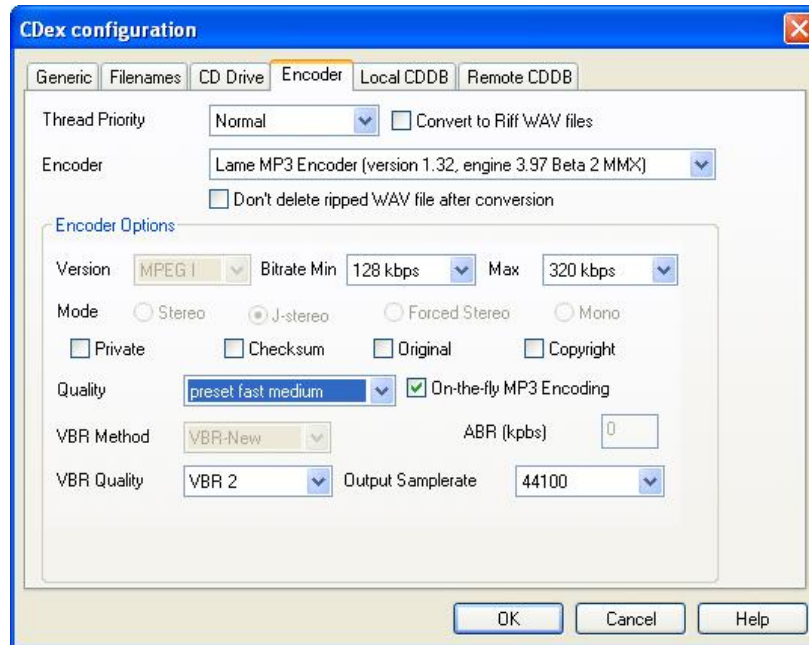 CDex configuration
Generic Filenames CD Drive Encoder Local CDDB Remote CDDB
Thread Priority Normal Convert to Riff WAV files
Encoder Lame MP3 Encoder (version 1.32, engine 3.97 Beta 2 MMX)
Don't delete ripped WAV file after conversion
Encoder Options
Version MPEG I Bitrate Min 128 kbps Max 320 kbps
Mode Stereo J-stereo Forced Stereo Mono
Private Checksum Original Copyright
Quality preset fast medium On-the-fly MP3 Encoding
VBR Method VBR-New ABR (kpbs) 0
VBR Quality VBR 2 Output Samplerate 44100
OK Cancel Help